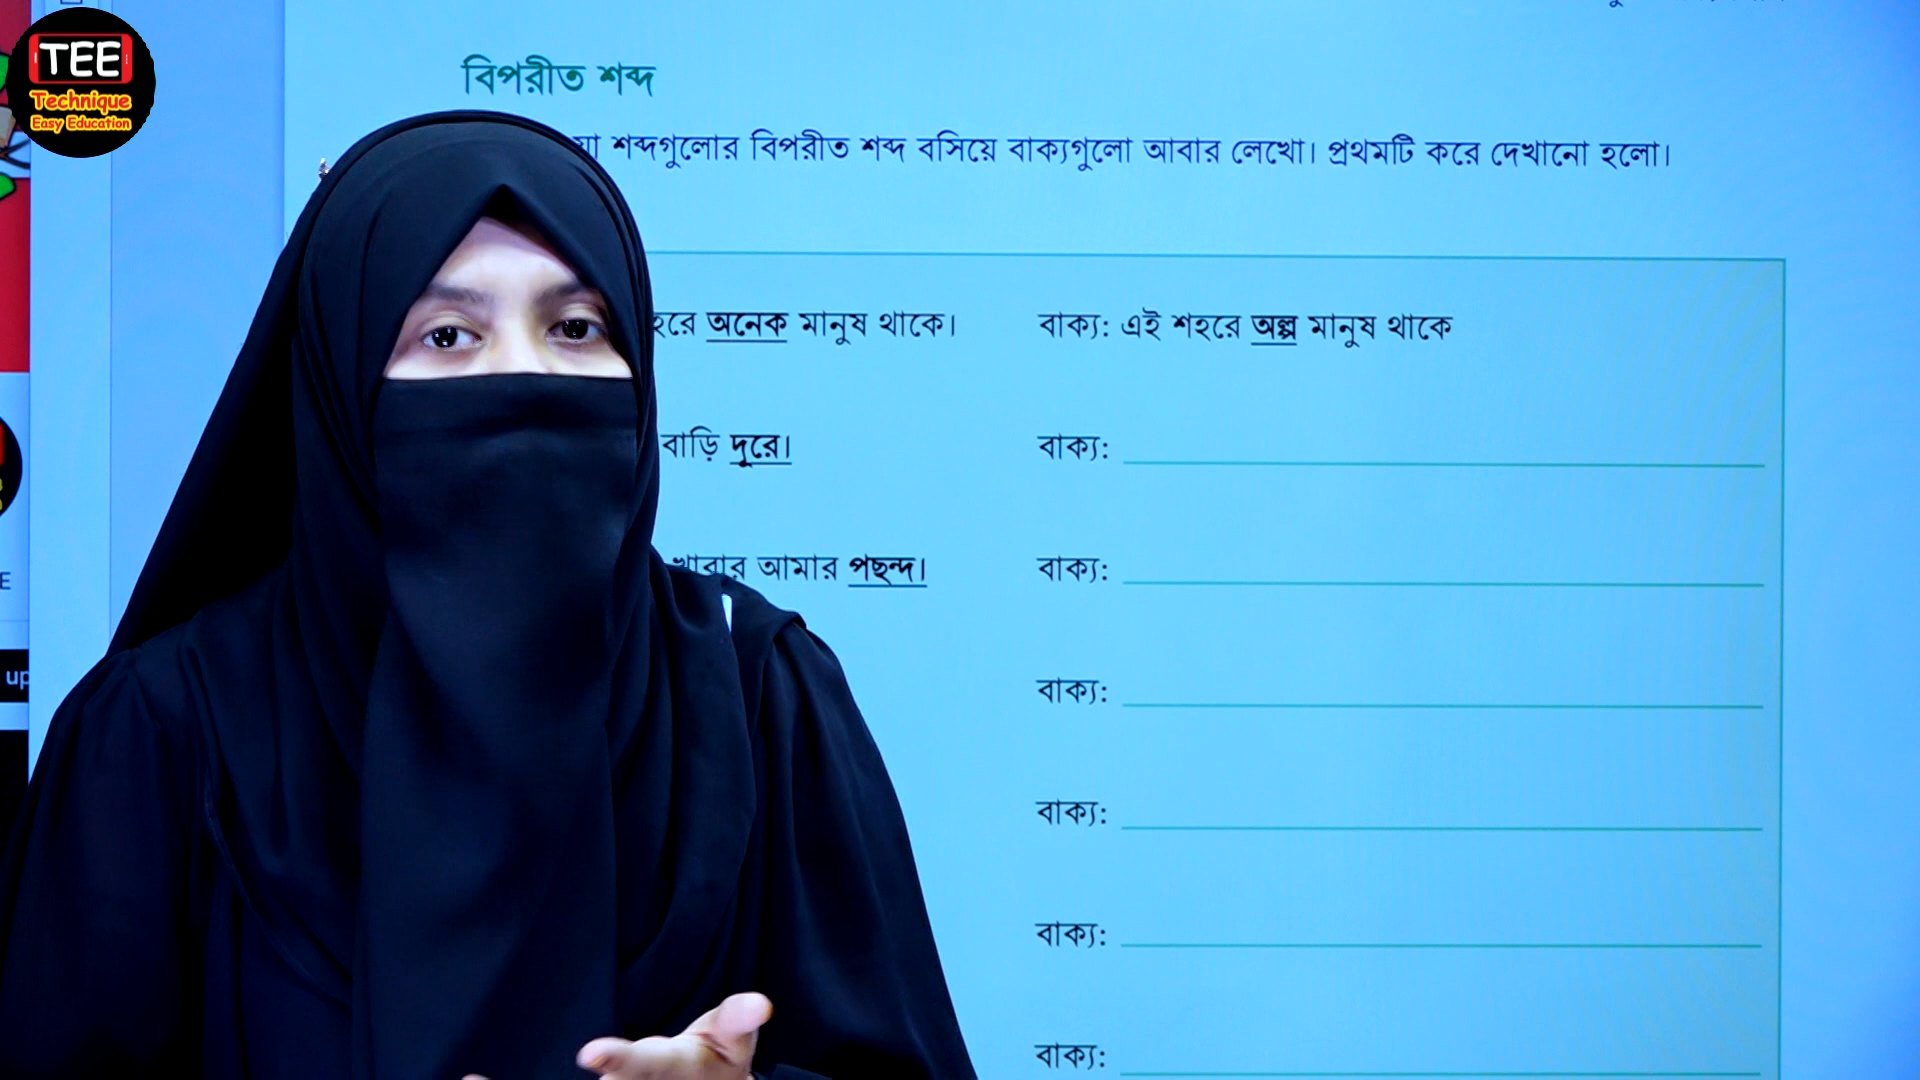 TEE
Technique
Easy Education
বিপরীত শব্দ
শব্দগুলোর বিপরীত শব্দ বসিয়ে বাক্যগুলো আবার লেখো। প্রথমটি করে দেখানো হলো।
অনেক মানুষ থাকে। বাক্য: এই শহরে অল্প মানুষ থাকে
বাড়ি দূরে। বাক্য:
খাবার আমার পছন্দ। বাক্য:
up
বাক্য:
বাক্য:
বাক্য:
বাক্য: